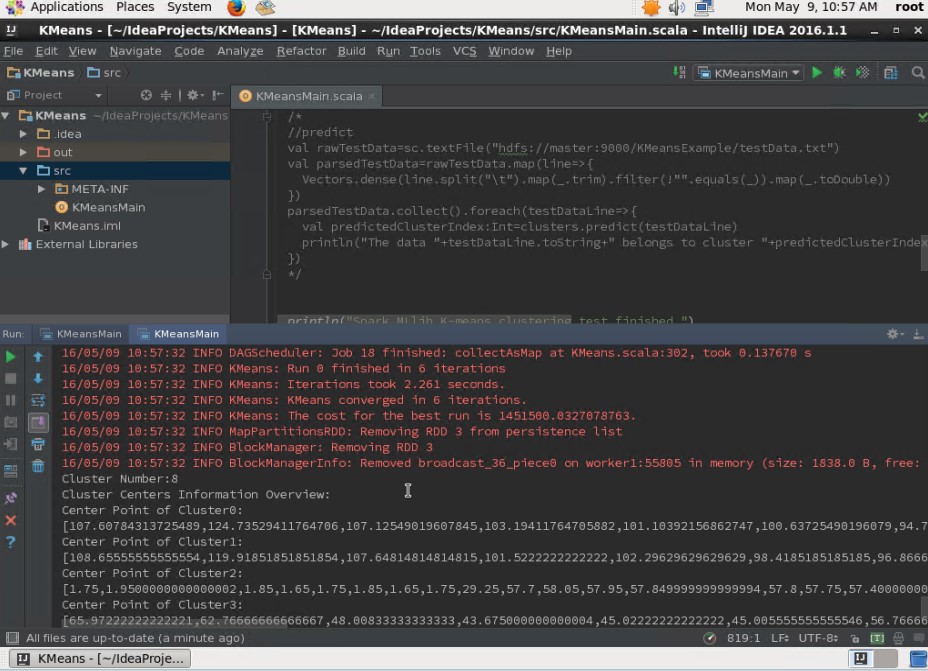 Applications Places System Mon May 9, 10:57 AM root
KMeans - [~/IdeaProjects/KMeans] - [KMeans] - ~/IdeaProjects/KMeans/src/KMeansMain.scala - IntelliJ IDEA 2016.1.1
File Edit View Navigate Code Analyze Refactor Build Run Tools VCS Window Help
KMeans src KMeansMain
Project KMeansMain.scala
KMeans ~/IdeaProjects/KMeans
.idea
out
src
META-INF
KMeansMain
KMeans.iml
External Libraries
/*
//predict
val rawTestData=sc.textFile("hdfs://master:9000/KMeansExample/testData.txt")
val parsedTestData=rawTestData.map(line=>{
Vectors.dense(line.split("\t").map(_.trim).filter(!"".equals(_)).map(_.toDouble))
})
parsedTestData.collect().foreach(testDataLine=>{
val predictedClusterIndex:Int=clusters.predict(testDataLine)
println("The data "+testDataLine.toString+" belongs to cluster "+predictedClusterIndex
})
*/
println("Spark MLlib K-means clustering test finished.")
Run: KMeansMain KMeansMain
16/05/09 10:57:32 INFO DAGScheduler: Job 18 finished: collectAsMap at KMeans.scala:302, took 0.137670 s
16/05/09 10:57:32 INFO KMeans: Run 0 finished in 6 iterations
16/05/09 10:57:32 INFO KMeans: Iterations took 2.261 seconds.
16/05/09 10:57:32 INFO KMeans: KMeans converged in 6 iterations.
16/05/09 10:57:32 INFO KMeans: The cost for the best run is 1451500.0327078763.
16/05/09 10:57:32 INFO MapPartitionsRDD: Removing RDD 3 from persistence list
16/05/09 10:57:32 INFO BlockManager: Removing RDD 3
16/05/09 10:57:32 INFO BlockManagerInfo: Removed broadcast_36_piece0 on worker1:55805 in memory (size: 1838.0 B, free:
Cluster Number:8
Cluster Centers Information Overview:
Center Point of Cluster0:
[107.60784313725489,124.73529411764706,107.12549019607845,103.19411764705882,101.10392156862747,100.63725490196079,94.7
Center Point of Cluster1:
[108.65555555555554,119.91851851851854,107.64814814814815,101.5222222222222,102.29629629629629,98.4185185185185,96.8666
Center Point of Cluster2:
[1.75,1.9500000000000002,1.85,1.65,1.75,1.85,1.65,1.75,29.25,57.7,58.05,57.95,57.849999999999994,57.8,57.75,57.40000000
Center Point of Cluster3:
[65.97222222222221,62.76666666666667,48.00833333333333,43.675000000000004,45.02222222222222,45.00555555555546,56.7666
All files are up-to-date (a minute ago) 819:1 LF÷ UTF-8÷
KMeans - [~/IdeaProje...